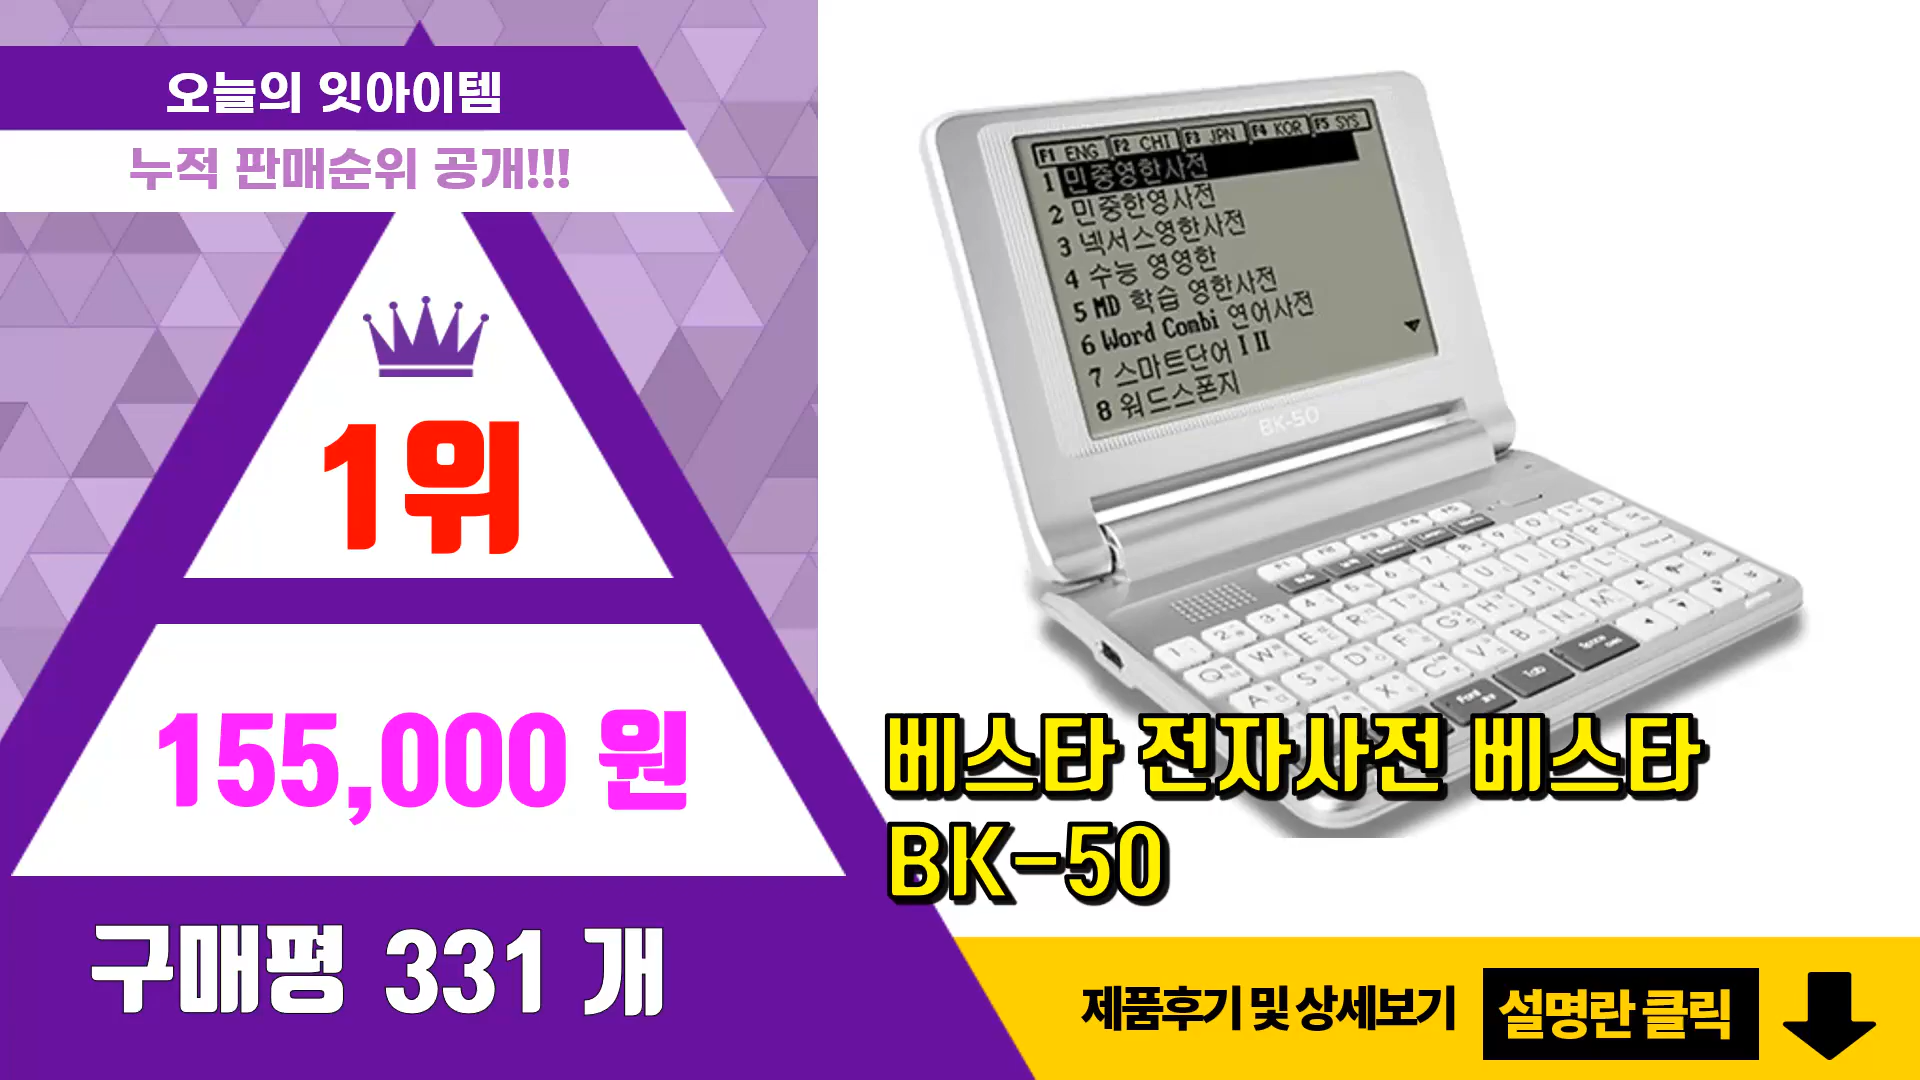 오늘의 잇아이템
누적 판매순위 공개!!!
1위
155,000 원
구매평 331 개
F1 ENG F2 CHI F3 JPN F4 KOR F5 SYS
1 민중영한사전
2 민중한영사전
3 넥서스영한사전
4 수능 영영한
5 MD 학습 영한사전
6 Word Combi 연어사전
7 스마트단어 I II
8 워드스폰지
BK-50
베스타 전자사전 베스타
BK-50
제품후기 및 상세보기
설명란 클릭